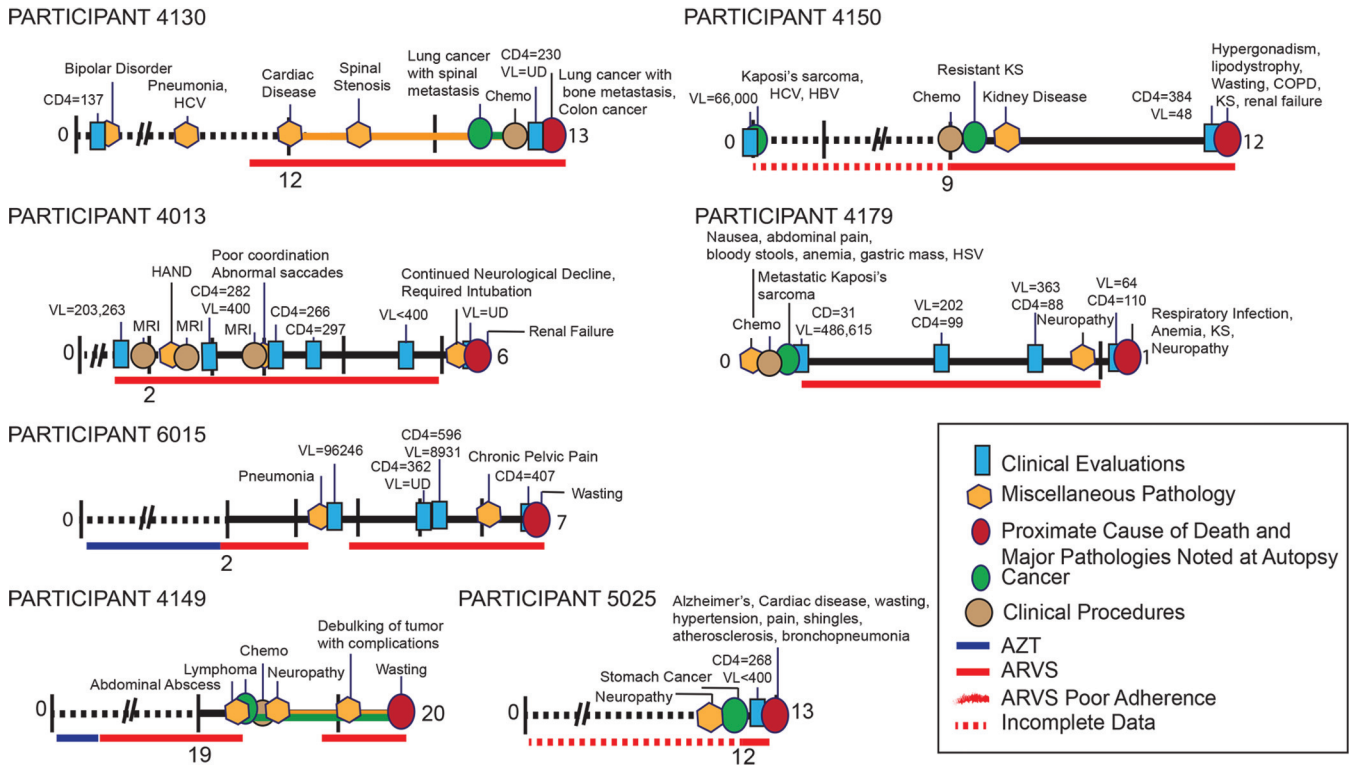 PARTICIPANT 4130
Bipolar Disorder
CD4=137
Pneumonia,
HCV
Cardiac
Disease
Spinal
Stenosis
Lung cancer
with spinal
metastasis
Chemo
CD4=230
VL=UD
Lung cancer with
bone metastasis,
Colon cancer
0
13
12
PARTICIPANT 4150
VL=66,000
Kaposi's sarcoma,
HCV, HBV
Chemo
Resistant KS
Kidney Disease
CD4=384
VL=48
Hypergonadism,
lipodystrophy,
Wasting, COPD,
KS, renal failure
0
12
9
PARTICIPANT 4013
VL=203,263
MRI
HAND
MRI
CD4=282
VL=400
Poor coordination
Abnormal saccades
MRI
CD4=266
CD4=297
VL<400
Continued Neurological Decline,
Required Intubation
VL=UD
Renal Failure
0
6
2
PARTICIPANT 4179
Nausea, abdominal pain,
bloody stools, anemia, gastric mass, HSV
Metastatic Kaposi's
sarcoma
Chemo
CD=31
VL=486,615
VL=202
CD4=99
VL=363
CD4=88
Neuropathy
VL=64
CD4=110
Respiratory Infection,
Anemia, KS,
Neuropathy
0
1
PARTICIPANT 6015
Pneumonia
VL=96246
CD4=362
VL=UD
CD4=596
VL=8931
Chronic Pelvic Pain
CD4=407
Wasting
0
7
2
PARTICIPANT 4149
Abdominal Abscess
Lymphoma
Chemo
Neuropathy
Debulking of tumor
with complications
Wasting
0
20
19
PARTICIPANT 5025
Neuropathy
Stomach Cancer
CD4=268
VL<400
Alzheimer's, Cardiac disease, wasting,
hypertension, pain, shingles,
atherosclerosis, bronchopneumonia
0
13
12
Clinical Evaluations
Miscellaneous Pathology
Proximate Cause of Death and
Major Pathologies Noted at Autopsy
Cancer
Clinical Procedures
AZT
ARVS
ARVS Poor Adherence
Incomplete Data